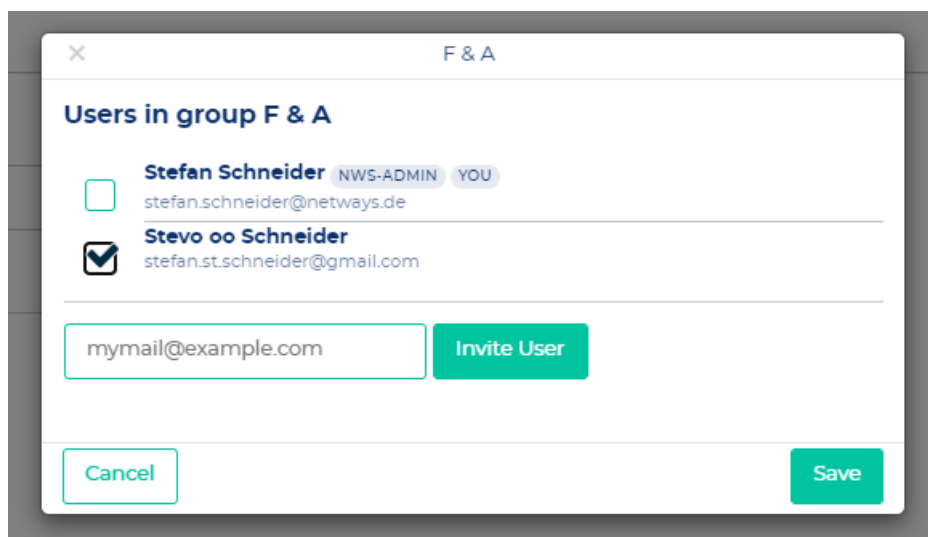 × F & A
Users in group F & A
Stefan Schneider NWS-ADMIN YOU
stefan.schneider@netways.de
Stevo oo Schneider
stefan.st.schneider@gmail.com
mymail@example.com Invite User
Cancel Save